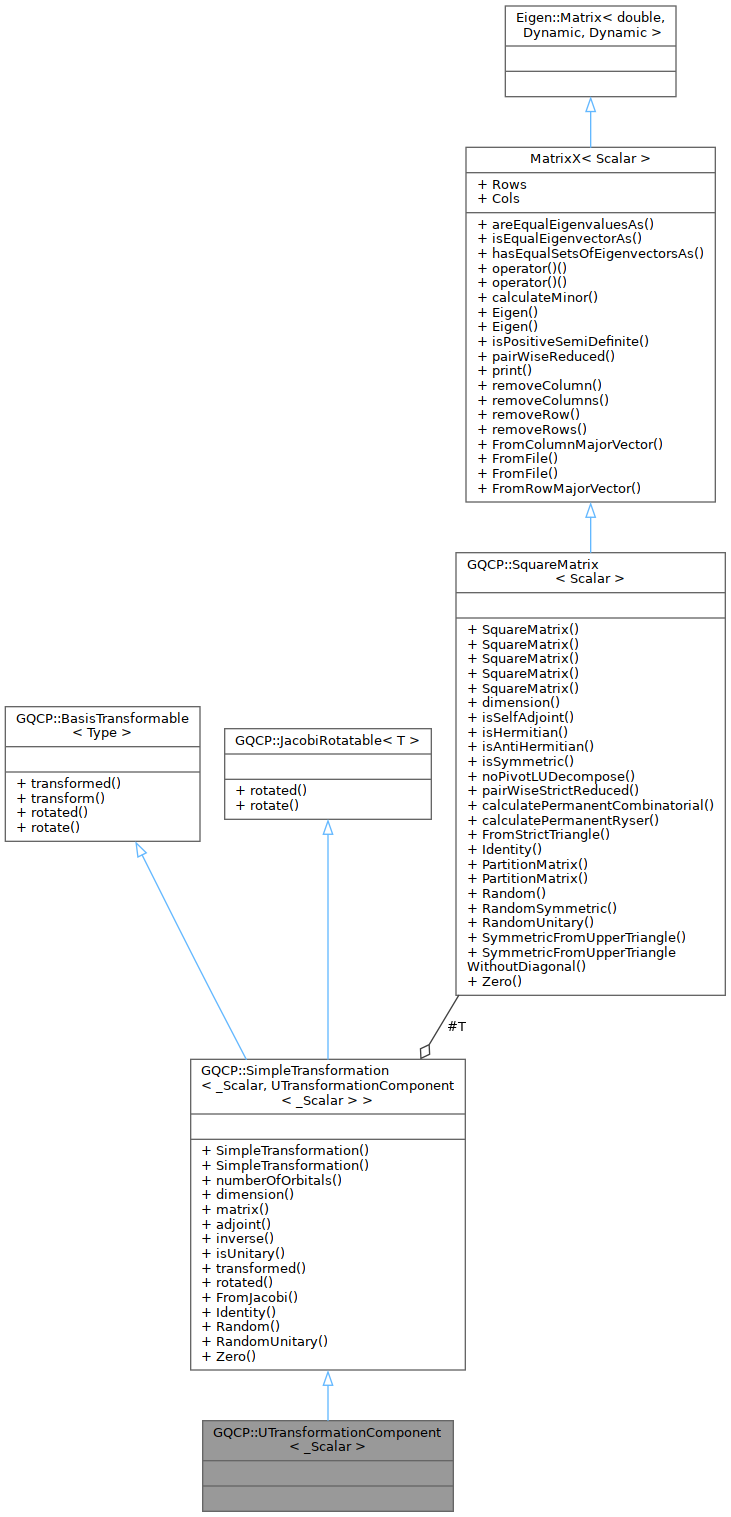 Eigen::Matrix< double,
Dynamic, Dynamic >
MatrixX< Scalar >
+ Rows
+ Cols
+ areEqualEigenvaluesAs()
+ isEqualEigenvectorAs()
+ hasEqualSetsOfEigenvectorsAs()
+ operator()()
+ operator()()
+ calculateMinor()
+ Eigen()
+ Eigen()
+ isPositiveSemiDefinite()
+ pairWiseReduced()
+ print()
+ removeColumn()
+ removeColumns()
+ removeRow()
+ removeRows()
+ FromColumnMajorVector()
+ FromFile()
+ FromFile()
+ FromRowMajorVector()
GQCP::SquareMatrix
< Scalar >
+ SquareMatrix()
+ SquareMatrix()
+ SquareMatrix()
+ SquareMatrix()
+ SquareMatrix()
+ dimension()
+ isSelfAdjoint()
+ isHermitian()
+ isAntiHermitian()
+ isSymmetric()
+ noPivotLUDecompose()
+ pairWiseStrictReduced()
+ calculatePermanentCombinatorial()
+ calculatePermanentRyser()
+ FromStrictTriangle()
+ Identity()
+ PartitionMatrix()
+ PartitionMatrix()
+ Random()
+ RandomSymmetric()
+ RandomUnitary()
+ SymmetricFromUpperTriangle()
+ SymmetricFromUpperTriangle
WithoutDiagonal()
+ Zero()
GQCP::BasisTransformable
< Type >
+ transformed()
+ transform()
+ rotated()
+ rotate()
GQCP::JacobiRotatable< T >
+ rotated()
+ rotate()
#T
GQCP::SimpleTransformation
< _Scalar, UTransformationComponent
< _Scalar > >
+ SimpleTransformation()
+ SimpleTransformation()
+ numberOfOrbitals()
+ dimension()
+ matrix()
+ adjoint()
+ inverse()
+ isUnitary()
+ transformed()
+ rotated()
+ FromJacobi()
+ Identity()
+ Random()
+ RandomUnitary()
+ Zero()
GQCP::UTransformationComponent
< _Scalar >